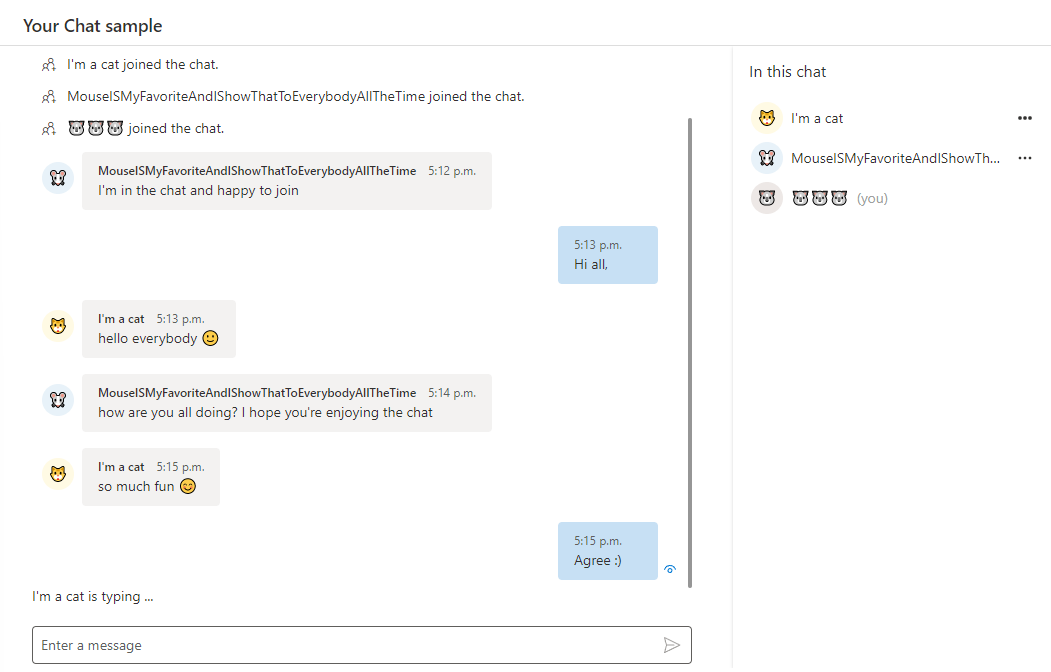 Your Chat sample
I'm a cat joined the chat.
MouseISMyFavoriteAndIShowThatToEverybodyAllTheTime joined the chat.
🐨🐨🐨 joined the chat.
MouseISMyFavoriteAndIShowThatToEverybodyAllTheTime 5:12 p.m.
I'm in the chat and happy to join
5:13 p.m.
Hi all,
I'm a cat 5:13 p.m.
hello everybody 🙂
MouseISMyFavoriteAndIShowThatToEverybodyAllTheTime 5:14 p.m.
how are you all doing? I hope you're enjoying the chat
I'm a cat 5:15 p.m.
so much fun 😊
5:15 p.m.
Agree :)
I'm a cat is typing ...
Enter a message
In this chat
I'm a cat
MouseISMyFavoriteAndIShowTh...
🐨🐨🐨 (you)